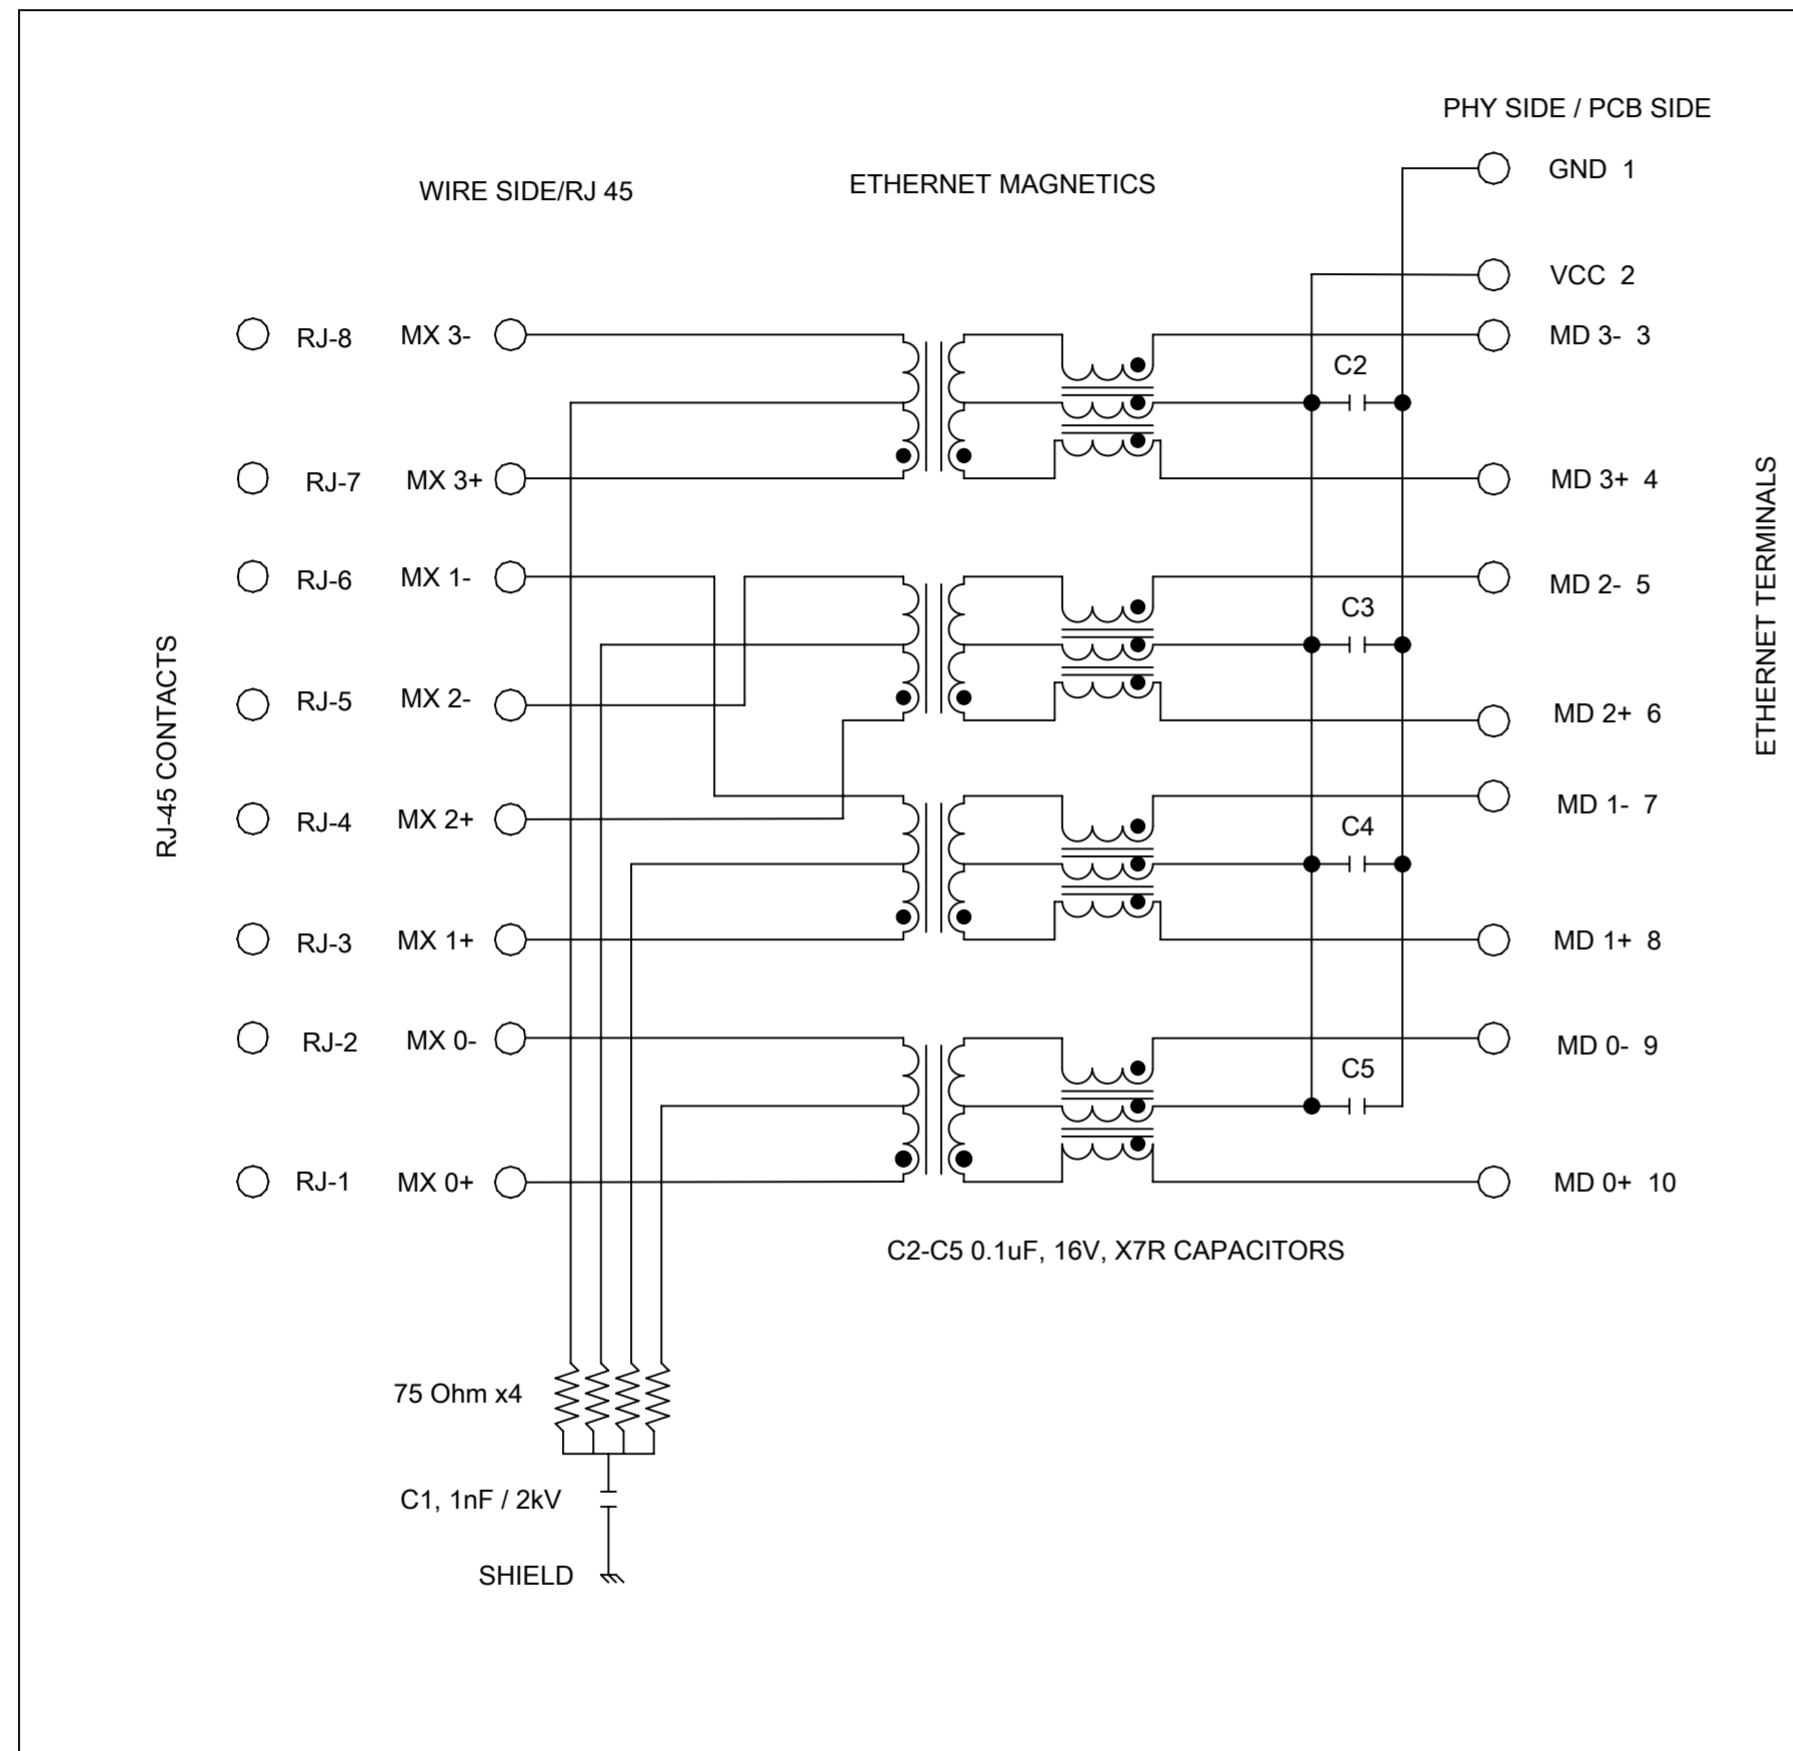 PHY SIDE / PCB SIDE
GND 1
WIRE SIDE/RJ 45
ETHERNET MAGNETICS
VCC 2
RJ-8 MX 3-
MD 3- 3
C2
RJ-7 MX 3+
MD 3+ 4
RJ-6 MX 1-
MD 2- 5
C3
RJ-5 MX 2-
MD 2+ 6
RJ-45 CONTACTS
ETHERNET TERMINALS
RJ-4 MX 2+
MD 1- 7
C4
RJ-3 MX 1+
MD 1+ 8
RJ-2 MX 0-
MD 0- 9
C5
RJ-1 MX 0+
MD 0+ 10
C2-C5 0.1uF, 16V, X7R CAPACITORS
75 Ohm x4
C1, 1nF / 2kV
SHIELD